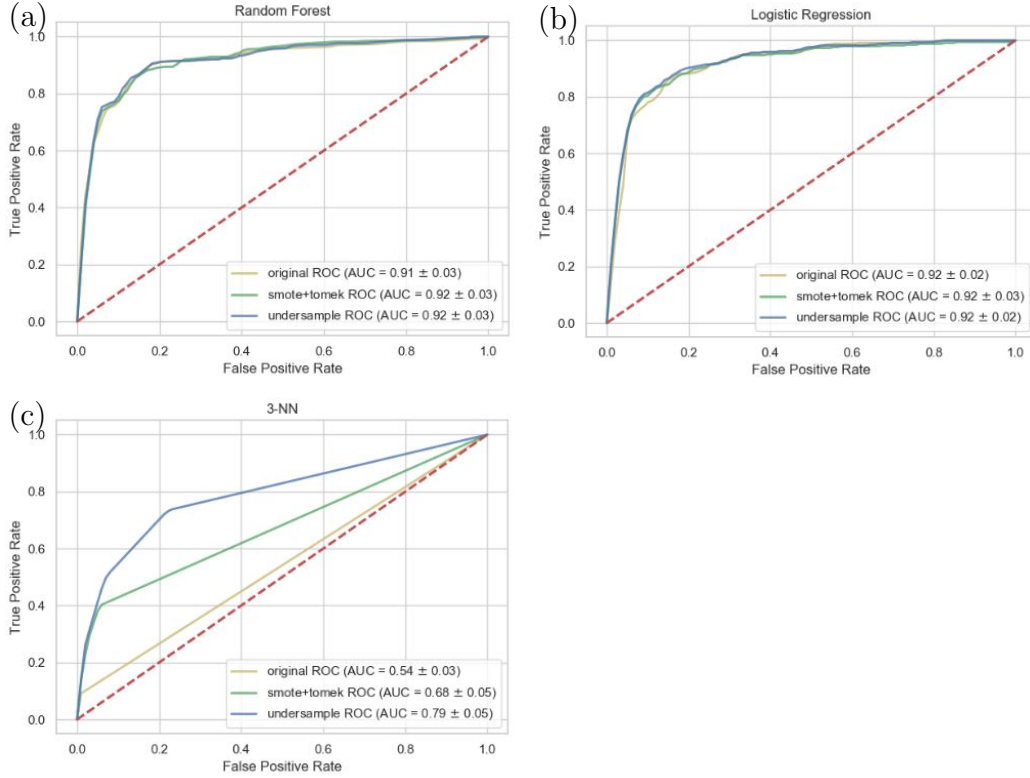 (a)
Random Forest
1.0
0.8
0.6
0.4
0.2
0.0
True Positive Rate
original ROC (AUC = 0.91 ± 0.03)
smote+tomek ROC (AUC = 0.92 ± 0.03)
undersample ROC (AUC = 0.92 ± 0.03)
0.0 0.2 0.4 0.6 0.8 1.0
False Positive Rate
(b)
Logistic Regression
1.0
0.8
0.6
0.4
0.2
0.0
True Positive Rate
original ROC (AUC = 0.92 ± 0.02)
smote+tomek ROC (AUC = 0.92 ± 0.03)
undersample ROC (AUC = 0.92 ± 0.02)
0.0 0.2 0.4 0.6 0.8 1.0
False Positive Rate
(c)
3-NN
1.0
0.8
0.6
0.4
0.2
0.0
True Positive Rate
original ROC (AUC = 0.54 ± 0.03)
smote+tomek ROC (AUC = 0.68 ± 0.05)
undersample ROC (AUC = 0.79 ± 0.05)
0.0 0.2 0.4 0.6 0.8 1.0
False Positive Rate